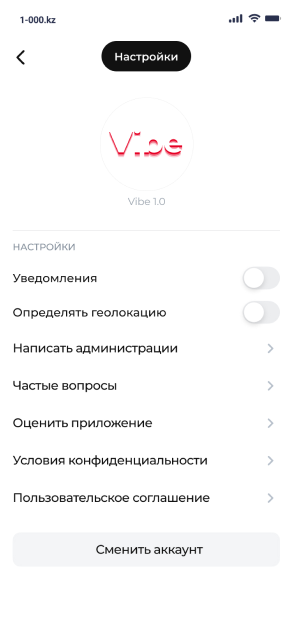 1-000.kz
Настройки
Vibe
Vibe 1.0
НАСТРОЙКИ
Уведомления
Определять геолокацию
Написать администрации
Частые вопросы
Оценить приложение
Условия конфиденциальности
Пользовательское соглашение
Сменить аккаунт